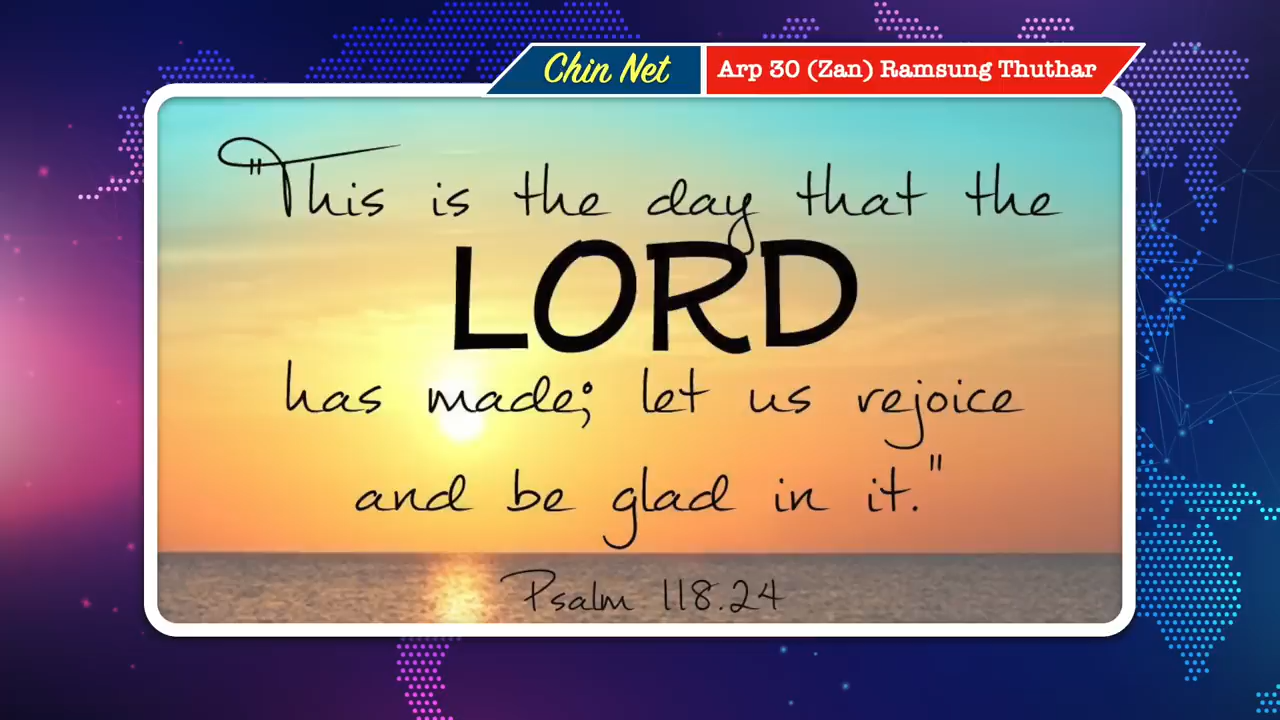 Chin Net
Arp 30 (Zan) Ramsung Thuthar
"This is the day that the
LORD
has made; let us rejoice
and be glad in it."
Psalm 118.24